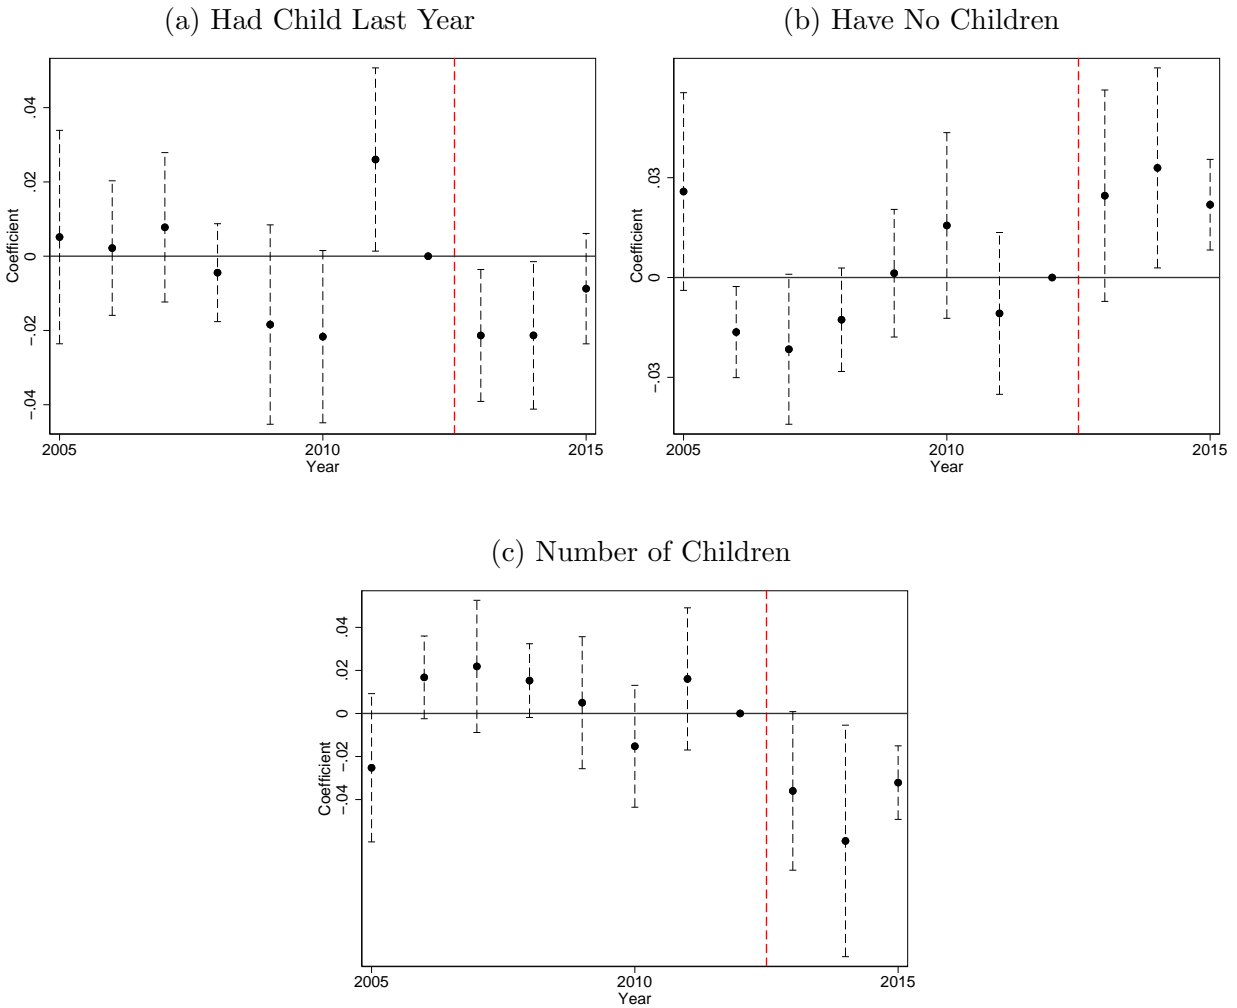 (a) Had Child Last Year
(b) Have No Children
.04
.02
0
-.02
-.04
Coefficient
2005
2010
2015
Year
.03
0
-.03
Coefficient
2005
2010
2015
Year
(c) Number of Children
.04
.02
0
-.02
-.04
Coefficient
2005
2010
2015
Year